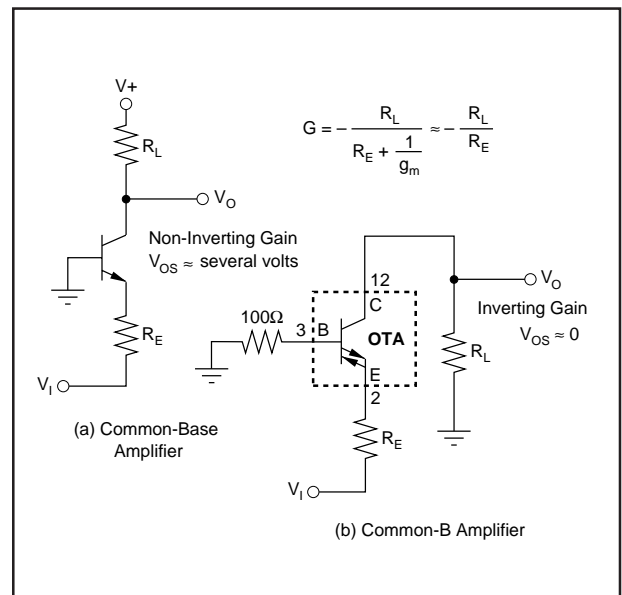 V+
R_L
V_O
Non-Inverting Gain
V_OS ≈ several volts
R_E
V_I
(a) Common-Base
Amplifier
G = – R_L / (R_E + 1/g_m) ≈ – R_L / R_E
12
C
V_O
Inverting Gain
V_OS ≈ 0
100Ω
3
B
OTA
R_L
E
2
R_E
V_I
(b) Common-B Amplifier